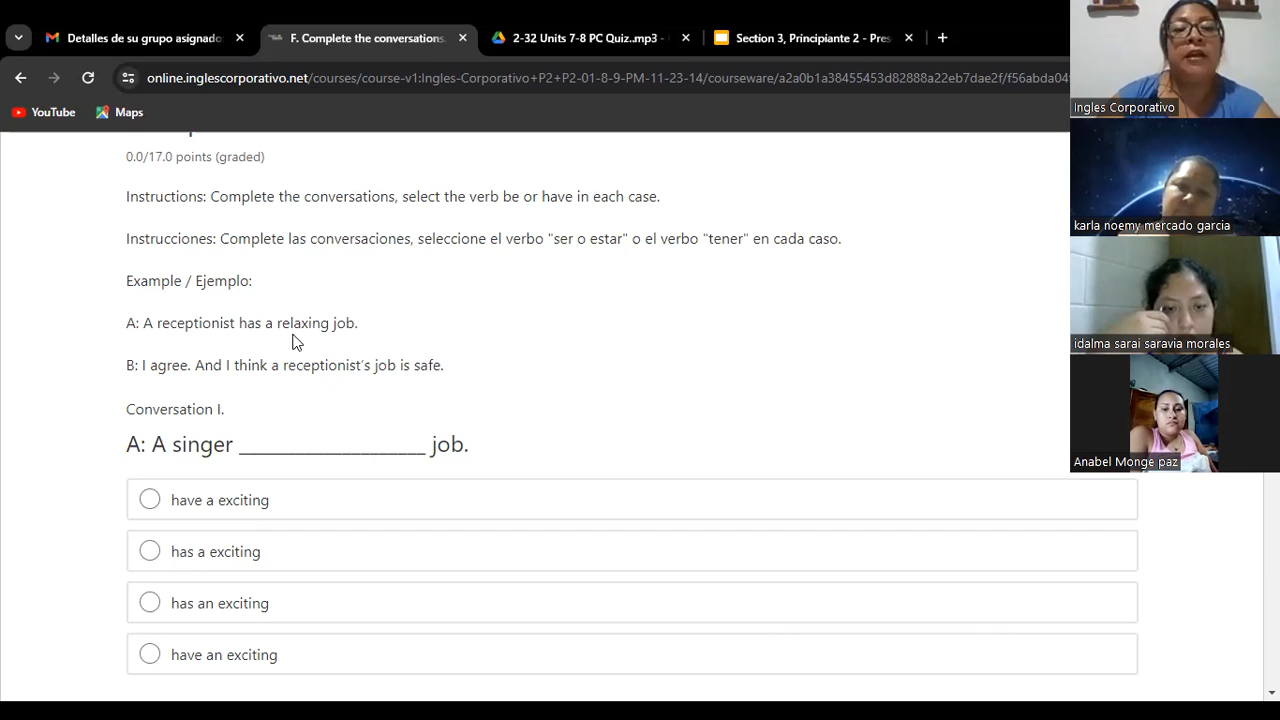 Detalles de su grupo asignado
F. Complete the conversations.
2-32 Units 7-8 PC Quiz..mp3 -
Section 3, Principiante 2 - Pres
online.inglescorporativo.net/courses/course-v1:Ingles-Corporativo+P2+P2-01-8-9-PM-11-23-14/courseware/a2a0b1a38455453d82888a22eb7dae2f/f56abda04
YouTube
Maps
0.0/17.0 points (graded)
Instructions: Complete the conversations, select the verb be or have in each case.
Instrucciones: Complete las conversaciones, seleccione el verbo "ser o estar" o el verbo "tener" en cada caso.
Example / Ejemplo:
A: A receptionist has a relaxing job.
B: I agree. And I think a receptionist’s job is safe.
Conversation I.
A: A singer ___________________ job.
have a exciting
has a exciting
has an exciting
have an exciting
Ingles Corporativo
karla noemy mercado garcia
idalma sarai saravia morales
Anabel Monge paz